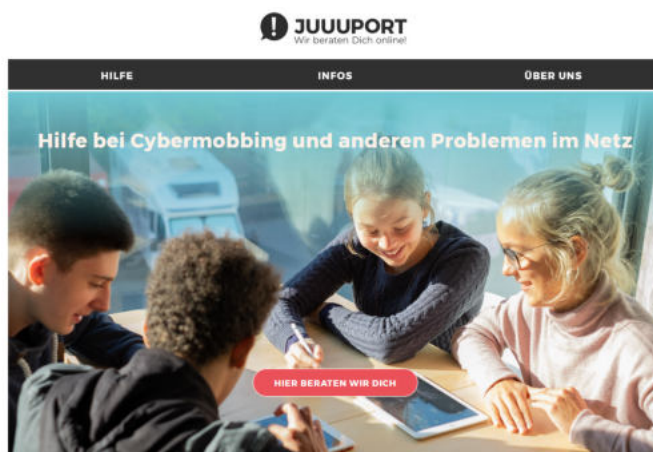 JUUUPORT
Wir beraten Dich online!
HILFE INFOS ÜBER UNS
Hilfe bei Cybermobbing und anderen Problemen im Netz
HIER BERATEN WIR DICH